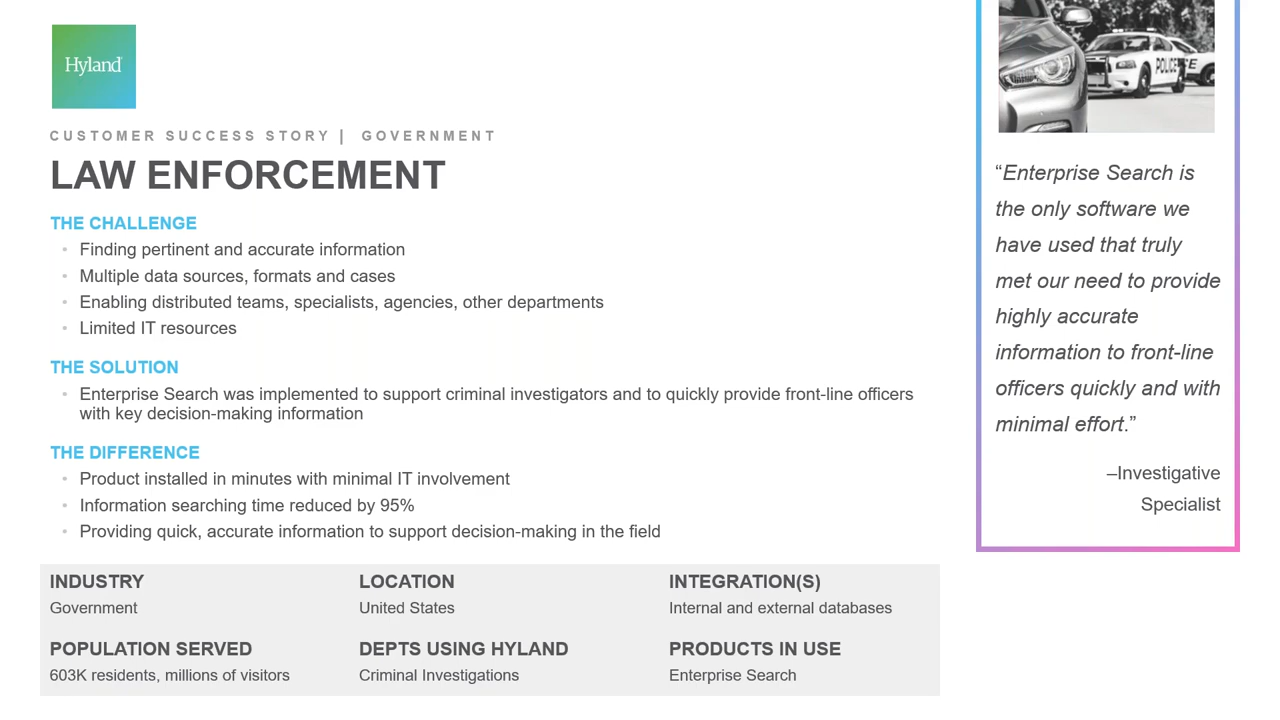 Hyland
CUSTOMER SUCCESS STORY | GOVERNMENT
LAW ENFORCEMENT
THE CHALLENGE
Finding pertinent and accurate information
Multiple data sources, formats and cases
Enabling distributed teams, specialists, agencies, other departments
Limited IT resources
THE SOLUTION
Enterprise Search was implemented to support criminal investigators and to quickly provide front-line officers
with key decision-making information
THE DIFFERENCE
Product installed in minutes with minimal IT involvement
Information searching time reduced by 95%
Providing quick, accurate information to support decision-making in the field
INDUSTRY
Government
LOCATION
United States
INTEGRATION(S)
Internal and external databases
POPULATION SERVED
603K residents, millions of visitors
DEPTS USING HYLAND
Criminal Investigations
PRODUCTS IN USE
Enterprise Search
POLICE
“Enterprise Search is
the only software we
have used that truly
met our need to provide
highly accurate
information to front-line
officers quickly and with
minimal effort.”
–Investigative
Specialist